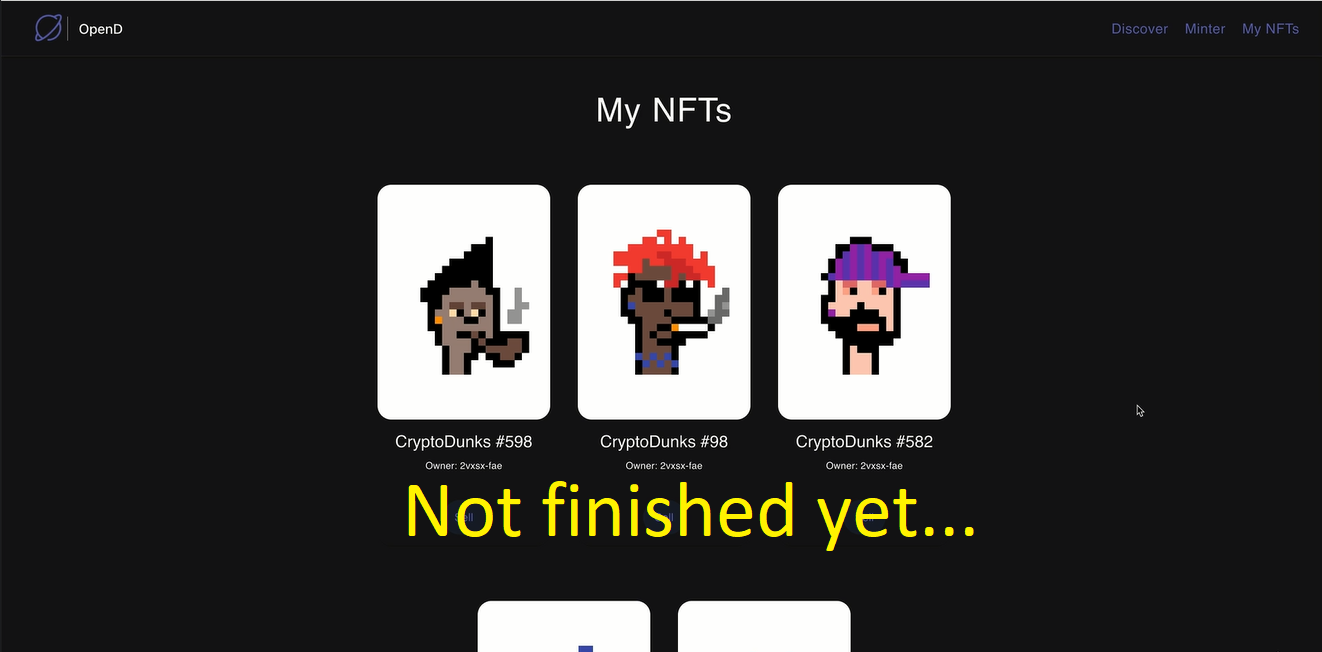 OpenD
Discover Minter My NFTs
My NFTs
CryptoDunks #598 CryptoDunks #98 CryptoDunks #582
Owner: 2vxsx-fae Owner: 2vxsx-fae Owner: 2vxsx-fae
Not finished yet...